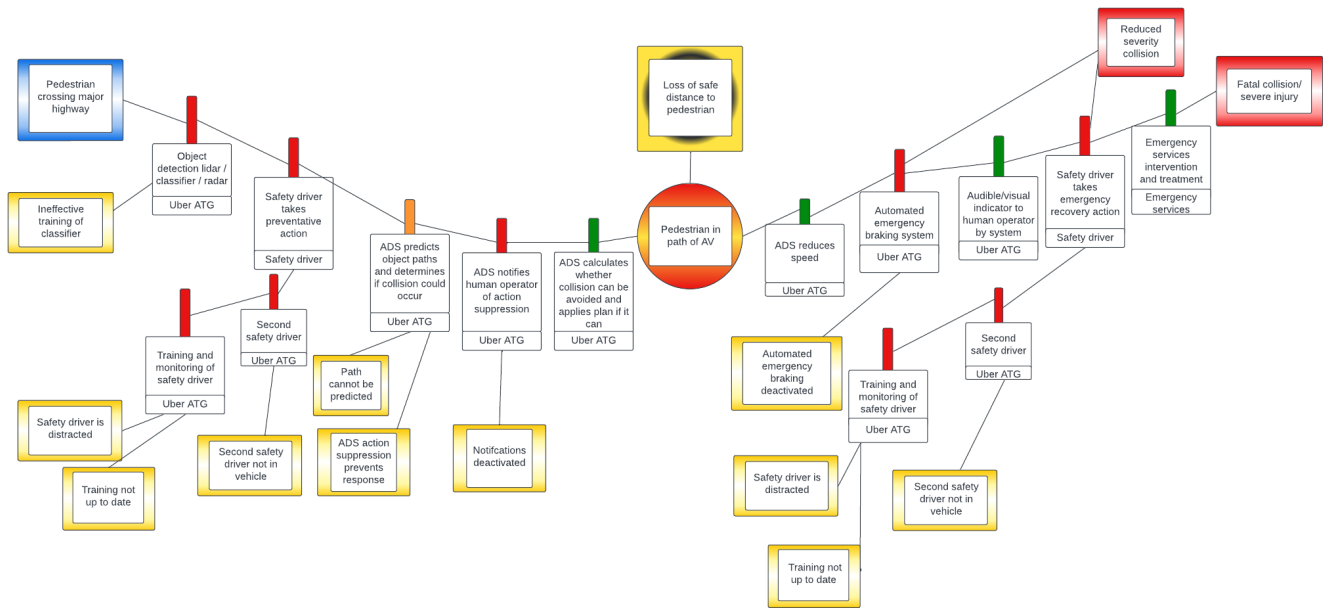 Pedestrian
crossing major
highway
Object
detection lidar /
classifier / radar
Uber ATG
Ineffective
training of
classifier
Safety driver
takes
preventative
action
Safety driver
Training and
monitoring of
safety driver
Uber ATG
Second
safety driver
Uber ATG
Safety driver is
distracted
Training not
up to date
Second safety
driver not in
vehicle
ADS predicts
object paths
and determines
if collision could
occur
Uber ATG
Path
cannot be
predicted
ADS action
suppression
prevents
response
ADS notifies
human operator
of action
suppression
Uber ATG
Notifcations
deactivated
ADS calculates
whether
collision can be
avoided and
applies plan if it
can
Uber ATG
Loss of safe
distance to
pedestrian
Pedestrian in
path of AV
ADS reduces
speed
Uber ATG
Automated
emergency
braking system
Uber ATG
Automated
emergency
braking
deactivated
Audible/visual
indicator to
human operator
by system
Uber ATG
Safety driver
takes
emergency
recovery action
Safety driver
Training and
monitoring of
safety driver
Uber ATG
Second
safety driver
Uber ATG
Safety driver is
distracted
Training not
up to date
Second safety
driver not in
vehicle
Emergency
services
intervention
and treatment
Emergency
services
Reduced
severity
collision
Fatal collision/
severe injury